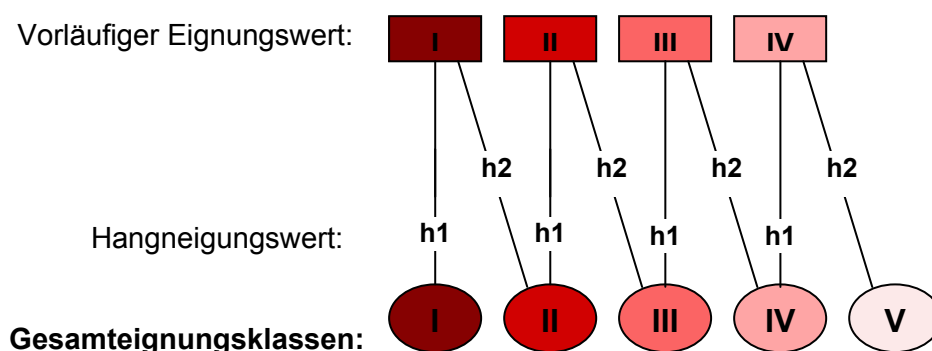 Vorläufiger Eignungswert: I II III IV
h2 h2 h2 h2
Hangneigungswert: h1 h1 h1 h1
Gesamteignungsklassen: I II III IV V